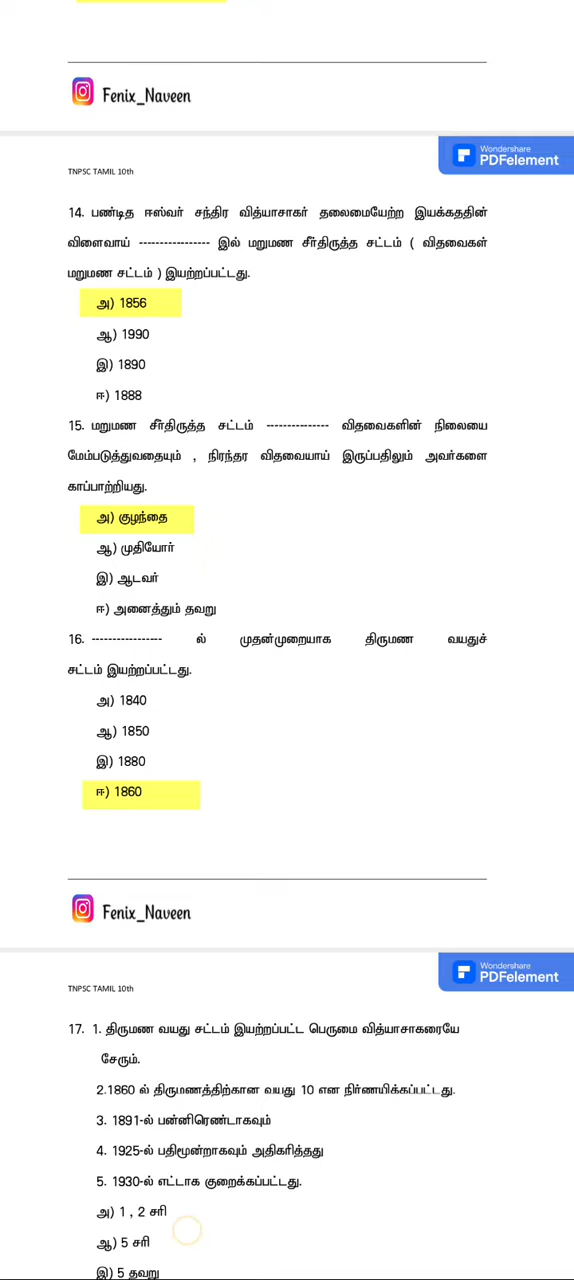 Fenix_Naveen
Wondershare
PDFelement
TNPSC TAMIL 10th
14. பண்டித ஈஸ்வர் சந்திர வித்யாசாகர் தலைமையேற்ற இயக்கததின்
விளைவாய் ----------------- இல் மறுமண சீர்திருத்த சட்டம் ( விதவைகள்
மறுமண சட்டம் ) இயற்றப்பட்டது.
அ) 1856
ஆ) 1990
இ) 1890
ஈ) 1888
15. மறுமண சீர்திருத்த சட்டம் --------------- விதவைகளின் நிலையை
மேம்படுத்துவதையும் , நிரந்தர விதவையாய் இருப்பதிலும் அவர்களை
காப்பாற்றியது.
அ) குழந்தை
ஆ) முதியோர்
இ) ஆடவர்
ஈ) அனைத்தும் தவறு
16. ----------------- ல் முதன்முறையாக திருமண வயதுச்
சட்டம் இயற்றப்பட்டது.
அ) 1840
ஆ) 1850
இ) 1880
ஈ) 1860
Fenix_Naveen
Wondershare
PDFelement
TNPSC TAMIL 10th
17. 1. திருமண வயது சட்டம் இயற்றப்பட்ட பெருமை வித்யாசாகரையே
சேரும்.
2.1860 ல் திருமணத்திற்கான வயது 10 என நிர்ணயிக்கப்பட்டது.
3. 1891-ல் பன்னிரெண்டாகவும்
4. 1925-ல் பதிமூன்றாகவும் அதிகரித்தது
5. 1930-ல் எட்டாக குறைக்கப்பட்டது.
அ) 1 , 2 சரி
ஆ) 5 சரி
இ) 5 தவறு